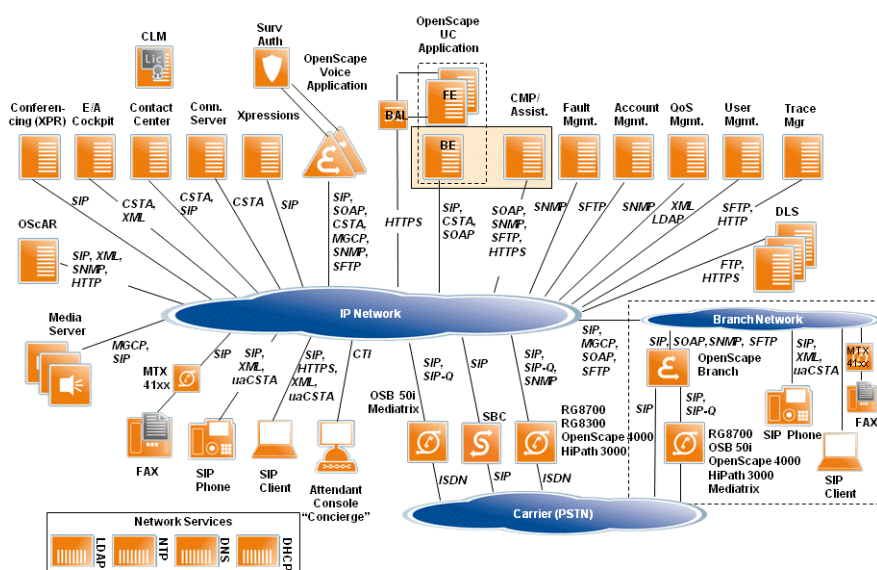 CLM
Lic
Surv
Auth
OpenScape
Voice
Application
OpenScape
UC
Application
FE
BAL
BE
Conferen-
cing (XPR)
E/A
Cockpit
Contact
Center
Conn.
Server
Xpressions
CMP/
Assist.
Fault
Mgmt.
Account
Mgmt.
QoS
Mgmt.
User
Mgmt.
Trace
Mgr
SIP
CSTA,
XML
CSTA,
SIP
CSTA
SIP
SIP,
SOAP,
CSTA,
MGCP,
SNMP,
SFTP
HTTPS
SIP,
CSTA,
SOAP
SOAP,
SNMP,
SFTP,
HTTPS
SNMP
SFTP
SNMP
XML
LDAP
SFTP,
HTTP
DLS
FTP,
HTTPS
OScAR
SIP, XML,
SNMP,
HTTP
IP Network
Branch Network
Media
Server
MGCP,
SIP
MTX
41xx
SIP
SIP,
XML,
uaCSTA
SIP,
HTTPS,
XML,
uaCSTA
CTI
SIP,
SIP-Q
SIP
SIP,
SIP-Q,
SNMP
SIP,
MGCP,
SOAP,
SFTP
SIP, SOAP,SNMP, SFTP
OpenScape
Branch
SIP,
XML,
uaCSTA
MTX
41xx
OSB 50i
Mediatrix
SBC
RG8700
RG8300
OpenScape 4000
HiPath 3000
SIP
SIP,
SIP-Q
RG8700
OSB 50i
OpenScape 4000
HiPath 3000
Mediatrix
SIP Phone
FAX
SIP
Client
FAX
SIP
Phone
SIP
Client
Attendant
Console
“Concierge”
ISDN
SIP
ISDN
Carrier (PSTN)
Network Services
LDAP
NTP
DNS
DHCP